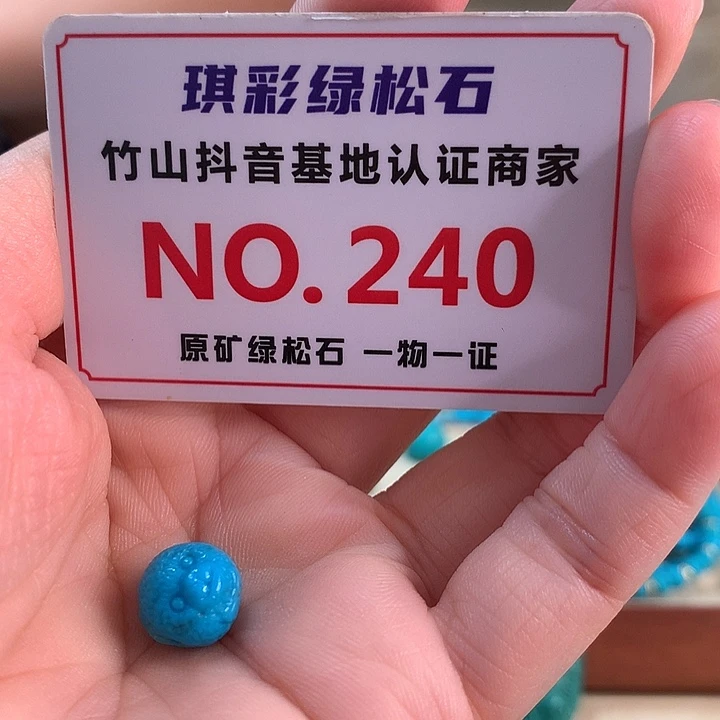 琪彩绿松石
竹山抖音基地认证商家
NO.240
原矿绿松石 一物一证